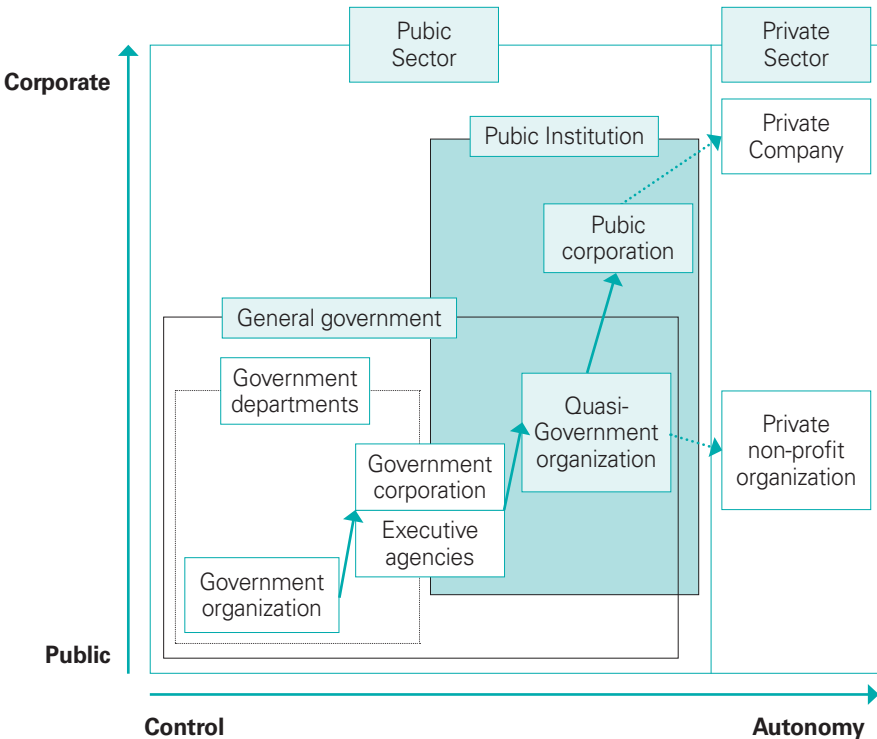 Pubic
Sector
Private
Sector
Corporate
Private
Company
Pubic Institution
Pubic
corporation
General government
Government
departments
Quasi-
Government
organization
Private
non-profit
organization
Government
corporation
Executive
agencies
Government
organization
Public
Control
Autonomy